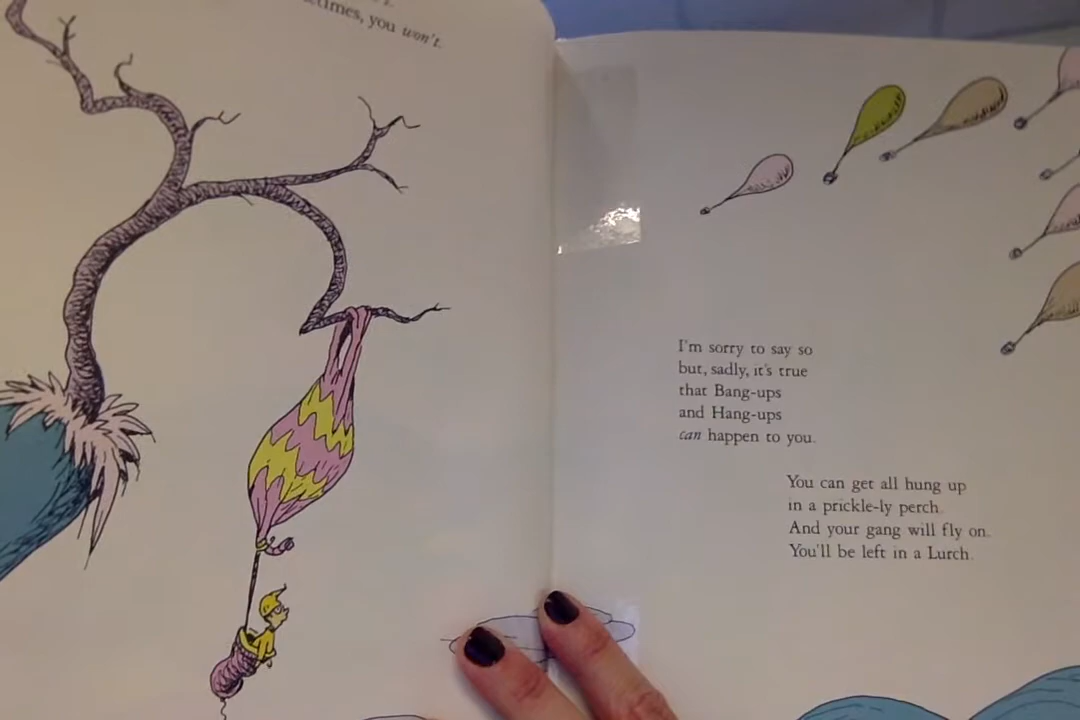 you won't.
I'm sorry to say so
but, sadly, it's true
that Bang-ups
and Hang-ups
can happen to you.
You can get all hung up
in a prickle-ly perch.
And your gang will fly on.
You'll be left in a Lurch.